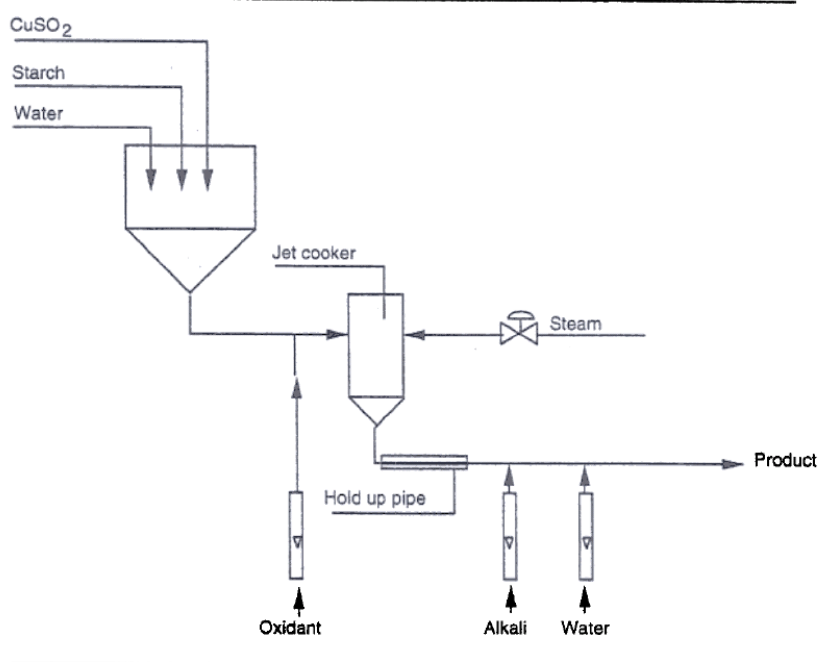 CuSO2
Starch
Water
Jet cooker
Steam
Product
Hold up pipe
Oxidant
Alkali
Water